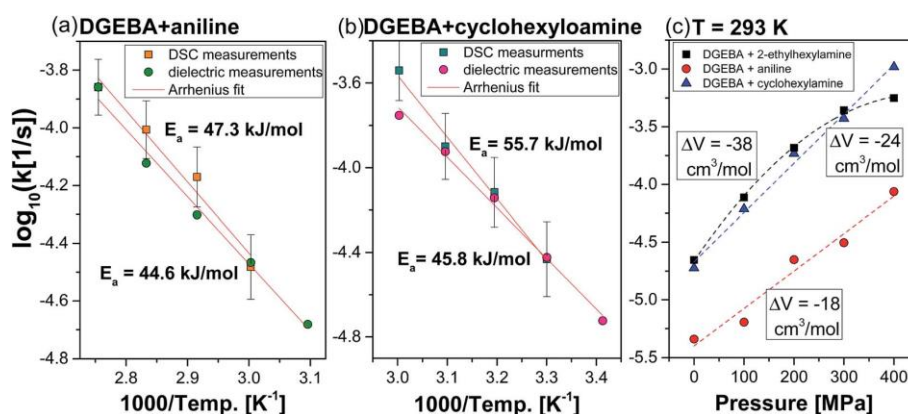 (a) DGEBA+aniline
DSC measurements
dielectric measurements
Arrhenius fit
E_a = 47.3 kJ/mol
E_a = 44.6 kJ/mol
log10(k[1/s])
-3.8
-4.0
-4.2
-4.4
-4.6
-4.8
2.8 2.9 3.0 3.1
1000/Temp. [K-1]
(b) DGEBA+cyclohexyloamine
DSC measurments
dielectric measurements
Arrhenius fit
E_a = 55.7 kJ/mol
E_a = 45.8 kJ/mol
-3.6
-4.0
-4.4
-4.8
3.0 3.1 3.2 3.3 3.4
1000/Temp. [K-1]
(c) T = 293 K
DGEBA + 2-ethylhexylamine
DGEBA + aniline
DGEBA + cyclohexylamine
ΔV = -38
cm³/mol
ΔV = -24
cm³/mol
ΔV = -18
cm³/mol
-3.0
-3.5
-4.0
-4.5
-5.0
-5.5
0 100 200 300 400
Pressure [MPa]